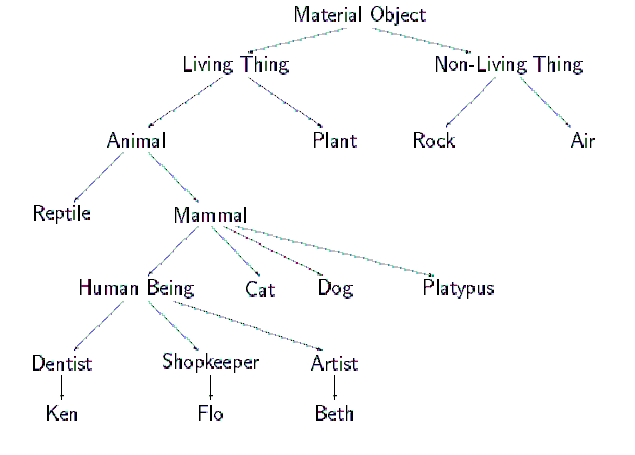 Material Object
Living Thing
Non-Living Thing
Animal
Plant
Rock
Air
Reptile
Mammal
Human Being
Cat
Dog
Platypus
Dentist
Shopkeeper
Artist
Ken
Flo
Beth